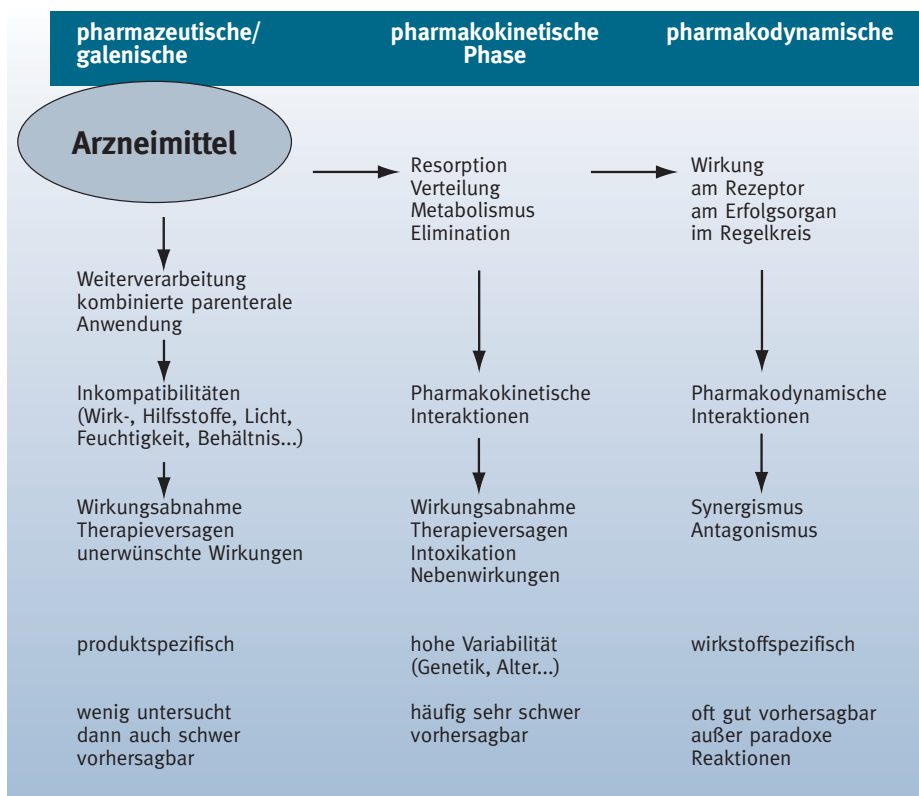 pharmazeutische/
galenische
pharmakokinetische
Phase
pharmakodynamische
Arzneimittel
Weiterverarbeitung
kombinierte parenterale
Anwendung
Inkompatibilitäten
(Wirk-, Hilfsstoffe, Licht,
Feuchtigkeit, Behältnis...)
Wirkungsabnahme
Therapieversagen
unerwünschte Wirkungen
produktspezifisch
wenig untersucht
dann auch schwer
vorhersagbar
Resorption
Verteilung
Metabolismus
Elimination
Pharmakokinetische
Interaktionen
Wirkungsabnahme
Therapieversagen
Intoxikation
Nebenwirkungen
hohe Variabilität
(Genetik, Alter...)
häufig sehr schwer
vorhersagbar
Wirkung
am Rezeptor
am Erfolgsorgan
im Regelkreis
Pharmakodynamische
Interaktionen
Synergismus
Antagonismus
wirkstoffspezifisch
oft gut vorhersagbar
außer paradoxe
Reaktionen